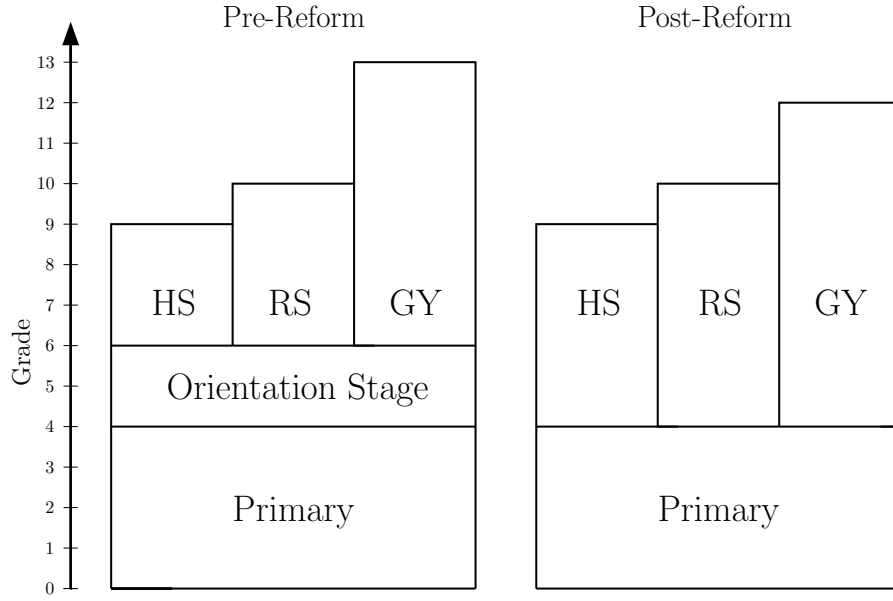 Pre-Reform
Post-Reform
Grade
13
12
11
10
9
8
7
6
5
4
3
2
1
0
HS
RS
GY
Orientation Stage
Primary
HS
RS
GY
Primary